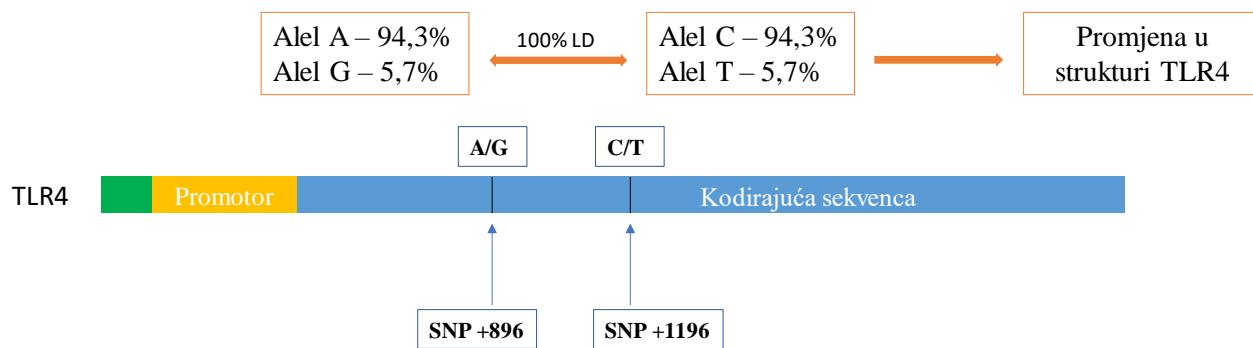 Alel A – 94,3%
Alel G – 5,7%
100% LD
Alel C – 94,3%
Alel T – 5,7%
Promjena u
strukturi TLR4
A/G
C/T
TLR4
Promotor
Kodirajuća sekvenca
SNP +896
SNP +1196